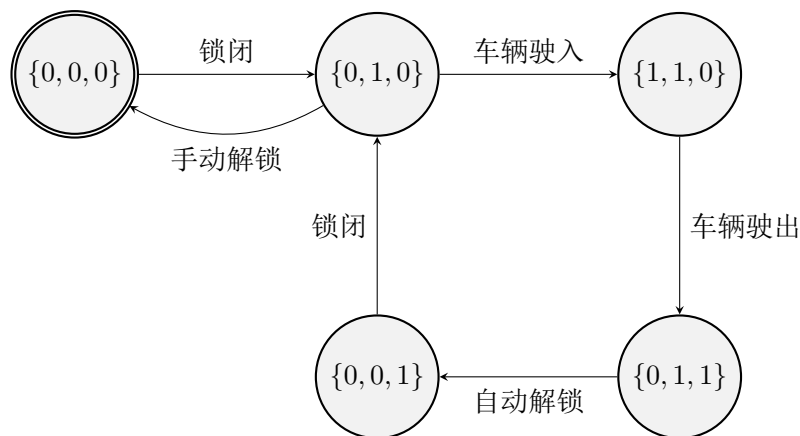 {0, 0, 0}
锁闭
{0, 1, 0}
车辆驶入
{1, 1, 0}
手动解锁
锁闭
车辆驶出
{0, 0, 1}
自动解锁
{0, 1, 1}